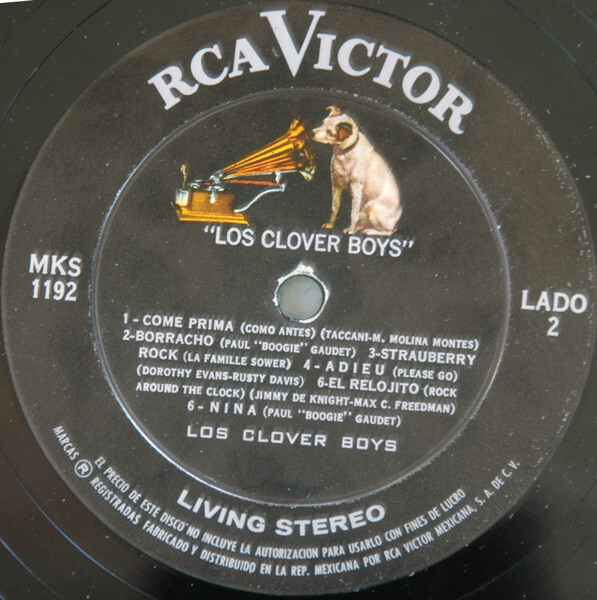 RCA VICTOR
"LOS CLOVER BOYS"
MKS
1192
LADO
2
1-COME PRIMA (COMO ANTES) (TACCANI-M. MOLINA MONTES)
2-BORRACHO (PAUL "BOOGIE" GAUDET) 3-STRAUBERRY
ROCK (LA FAMILLE SOWER) 4-ADIEU (PLEASE GO)
(DOROTHY EVANS-RUSTY DAVIS) 6-EL RELOJITO (ROCK
AROUND THE CLOCK) (JIMMY DE KNIGHT-MAX C. FREEDMAN)
6-NINA (PAUL "BOOGIE" GAUDET)
LOS CLOVER BOYS
LIVING STEREO
EL PRECIO DE ESTE DISCO NO INCLUYE LA AUTORIZACION PARA USARLO CON FINES DE LUCRO
MARCAS ® REGISTRADAS FABRICADO Y DISTRIBUIDO EN LA REP. MEXICANA POR RCA VICTOR MEXICANA, S. A. DE C. V.